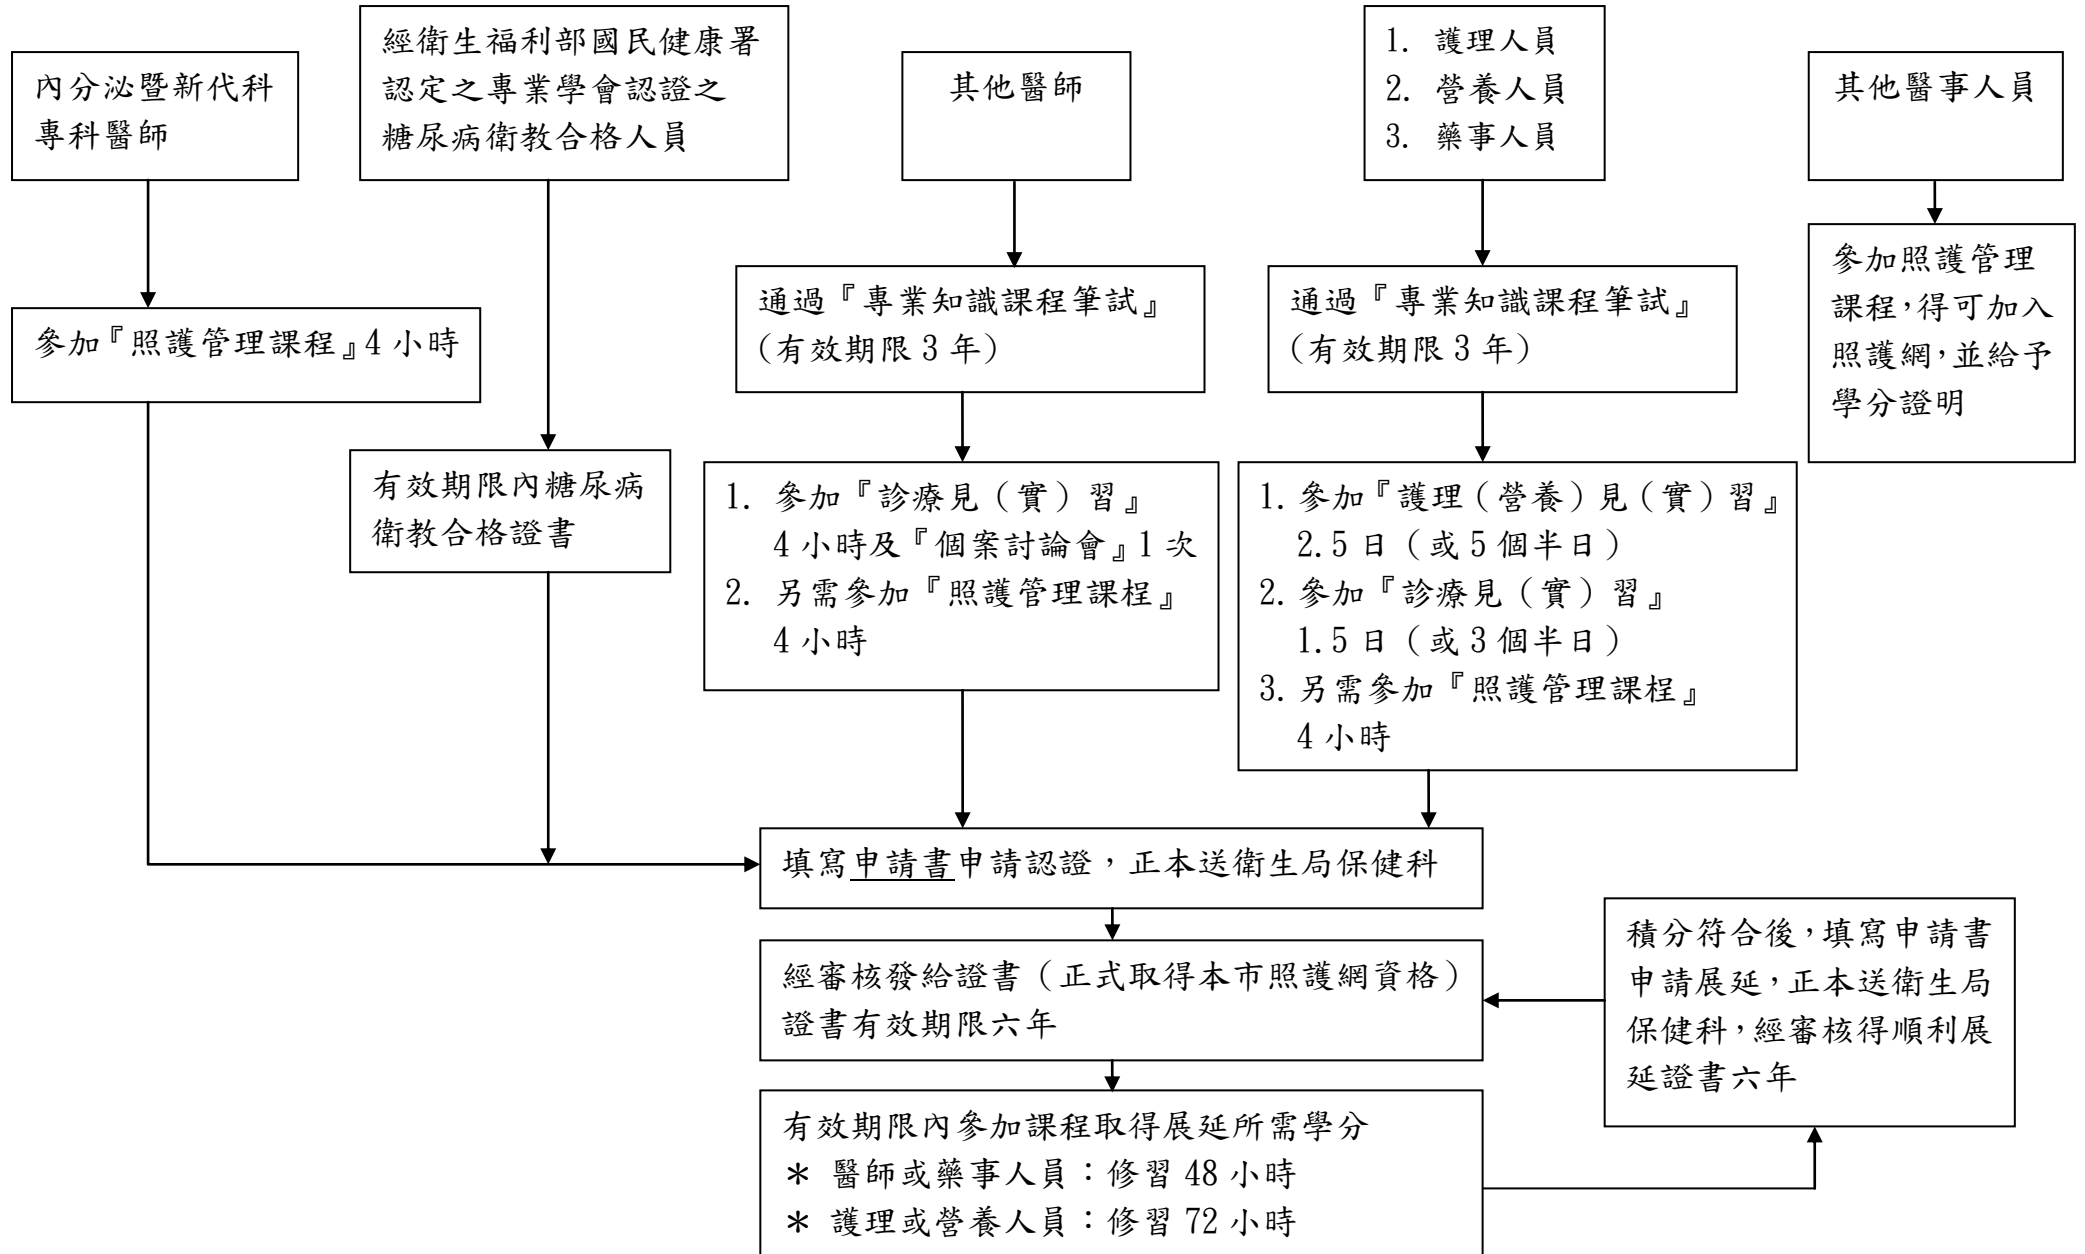 內分泌暨新代科
專科醫師
經衛生福利部國民健康署
認定之專業學會認證之
糖尿病衛教合格人員
其他醫師
1. 護理人員
2. 營養人員
3. 藥事人員
其他醫事人員
參加『照護管理課程』4 小時
有效期限內糖尿病
衛教合格證書
通過『專業知識課程筆試』
(有效期限 3 年)
通過『專業知識課程筆試』
(有效期限 3 年)
參加照護管理
課程,得可加入
照護網,並給予
學分證明
1. 參加『診療見(實)習』
4 小時及『個案討論會』1 次
2. 另需參加『照護管理課程』
4 小時
1. 參加『護理(營養)見(實)習』
2.5 日(或 5 個半日)
2. 參加『診療見(實)習』
1.5 日(或 3 個半日)
3. 另需參加『照護管理課程』
4 小時
填寫申請書申請認證,正本送衛生局保健科
經審核發給證書(正式取得本市照護網資格)
證書有效期限六年
積分符合後,填寫申請書
申請展延,正本送衛生局
保健科,經審核得順利展
延證書六年
有效期限內參加課程取得展延所需學分
* 醫師或藥事人員:修習 48 小時
* 護理或營養人員:修習 72 小時